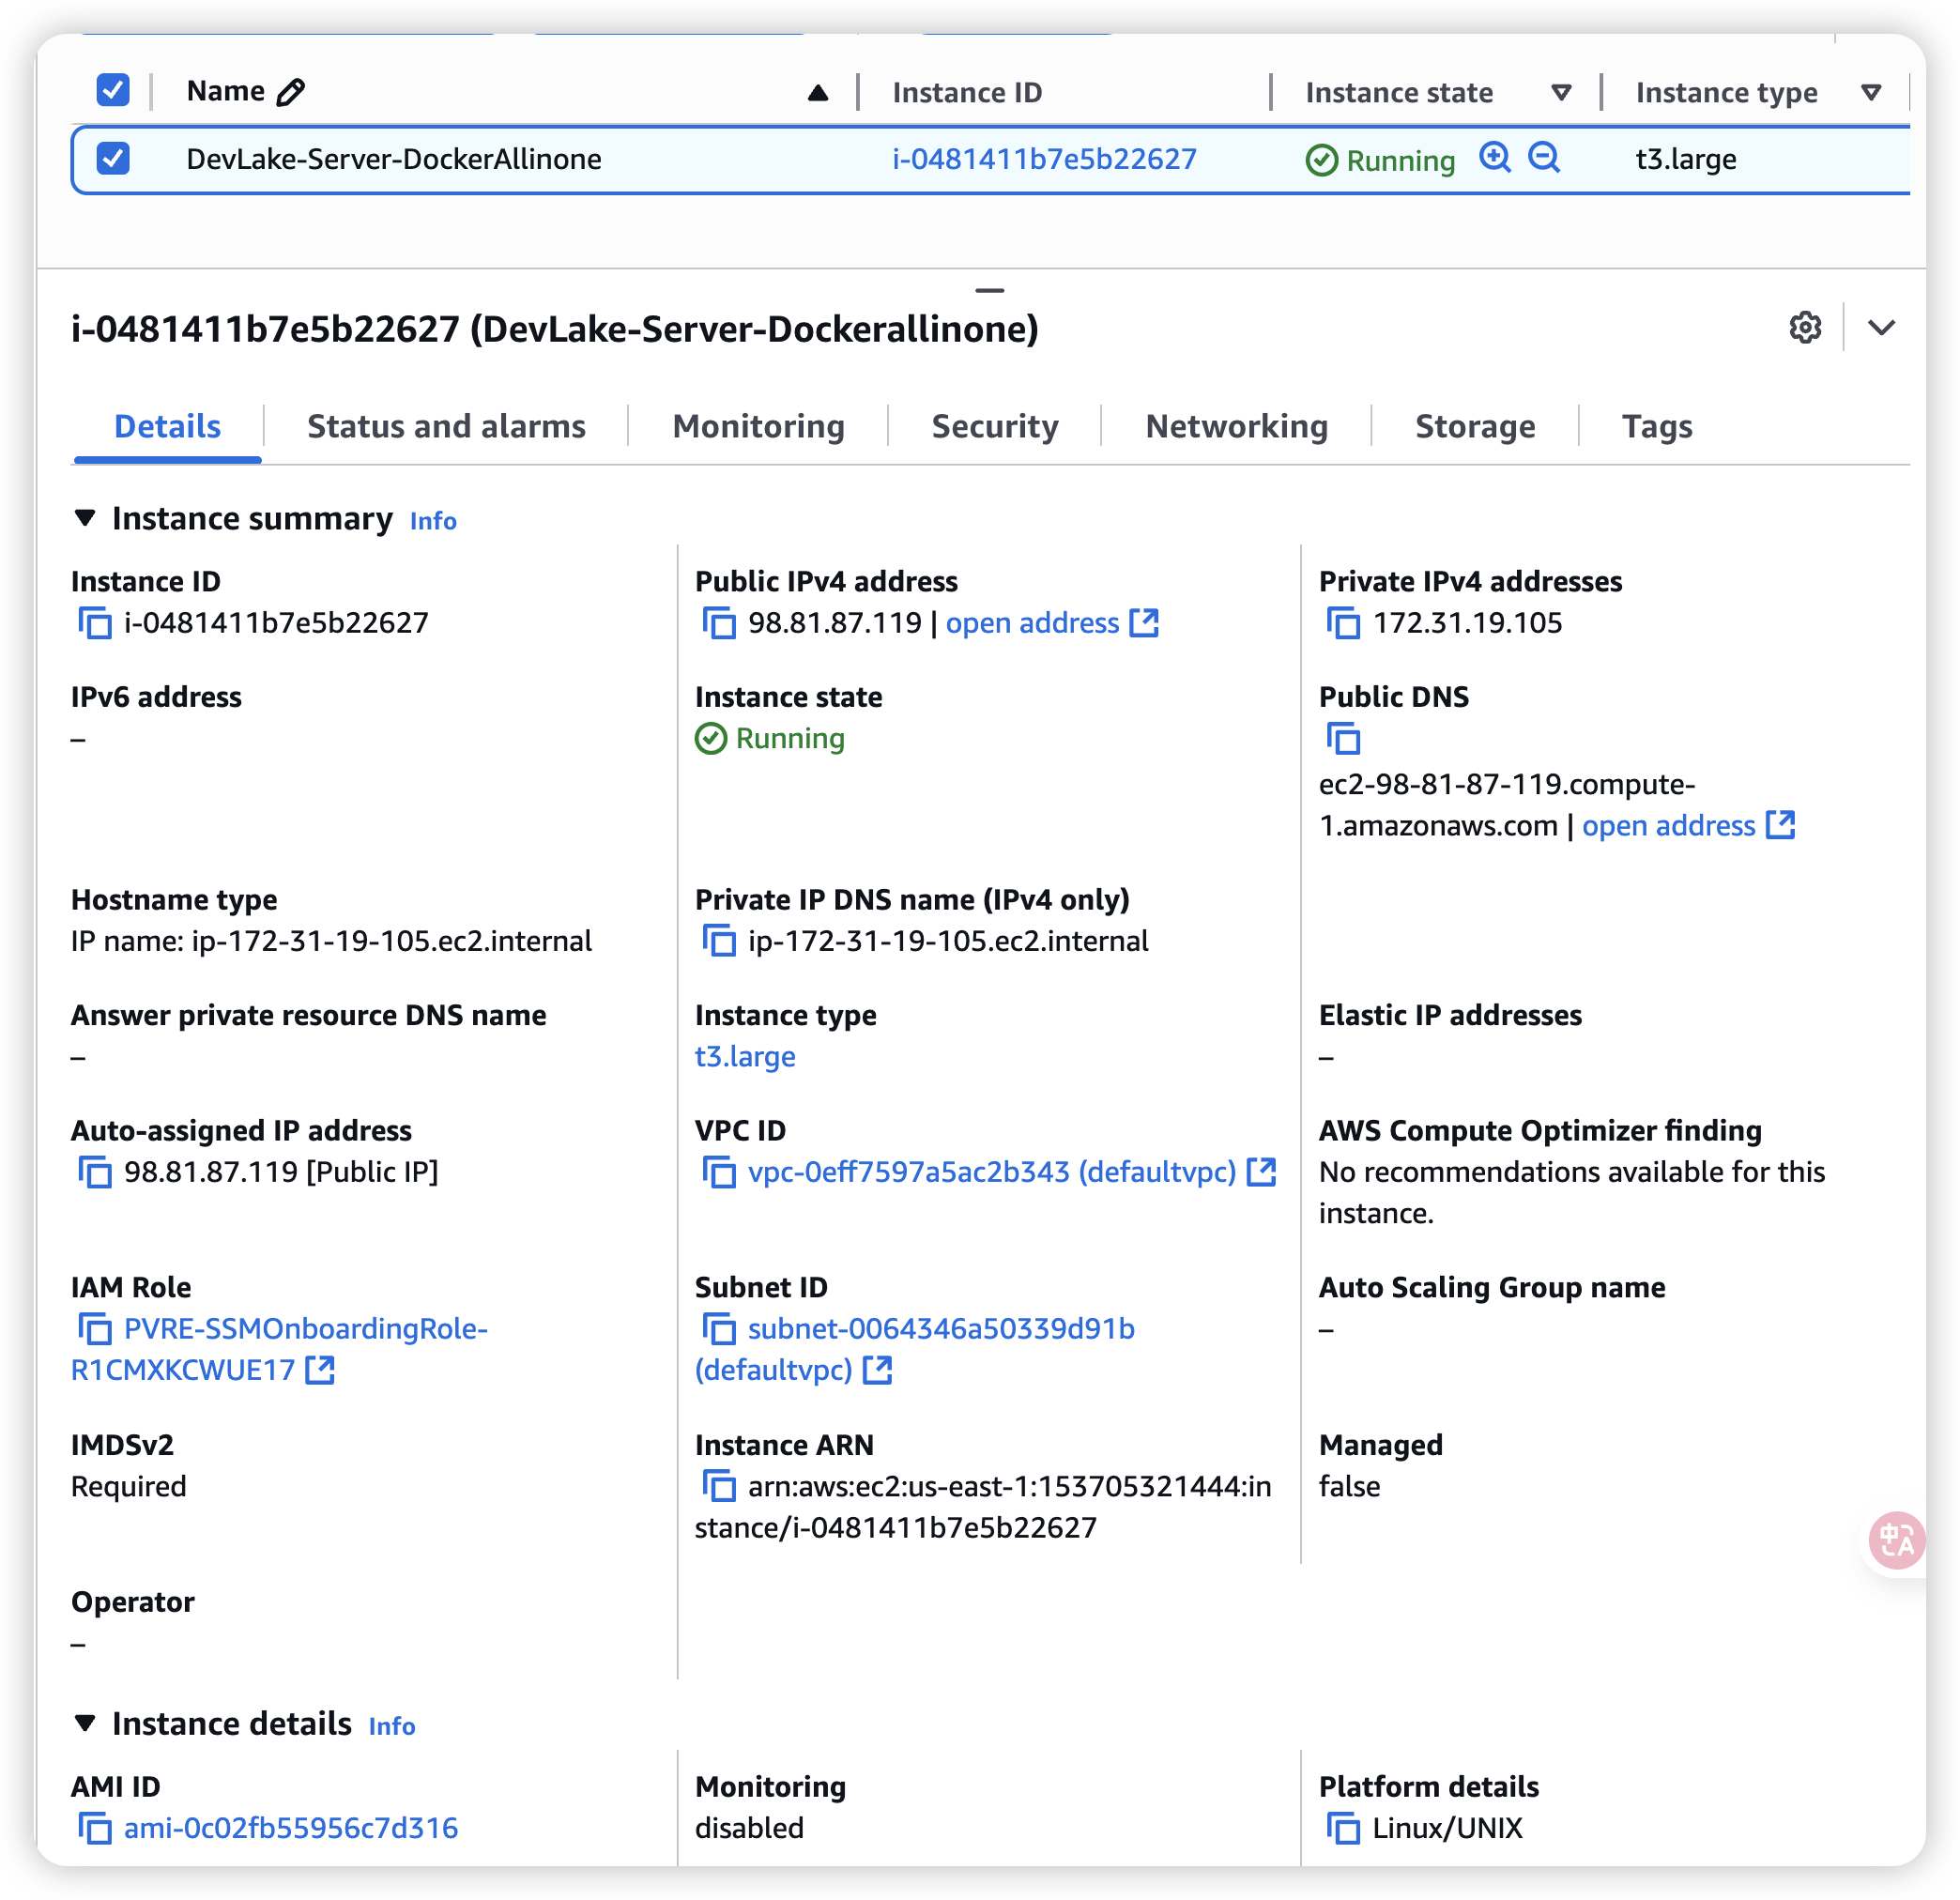 Name
Instance ID
Instance state
Instance type
DevLake-Server-DockerAllinone
i-0481411b7e5b22627
Running
t3.large
i-0481411b7e5b22627 (DevLake-Server-Dockerallinone)
Details
Status and alarms
Monitoring
Security
Networking
Storage
Tags
Instance summary Info
Instance ID
i-0481411b7e5b22627
Public IPv4 address
98.81.87.119 | open address
Private IPv4 addresses
172.31.19.105
IPv6 address
–
Instance state
Running
Public DNS
ec2-98-81-87-119.compute-
1.amazonaws.com | open address
Hostname type
IP name: ip-172-31-19-105.ec2.internal
Private IP DNS name (IPv4 only)
ip-172-31-19-105.ec2.internal
Answer private resource DNS name
–
Instance type
t3.large
Elastic IP addresses
–
Auto-assigned IP address
98.81.87.119 [Public IP]
VPC ID
vpc-0eff7597a5ac2b343 (defaultvpc)
AWS Compute Optimizer finding
No recommendations available for this
instance.
IAM Role
PVRE-SSMOnboardingRole-
R1CMXKCWUE17
Subnet ID
subnet-0064346a50339d91b
(defaultvpc)
Auto Scaling Group name
–
IMDSv2
Required
Instance ARN
arn:aws:ec2:us-east-1:153705321444:in
stance/i-0481411b7e5b22627
Managed
false
中A
Operator
–
Instance details Info
AMI ID
ami-0c02fb55956c7d316
Monitoring
disabled
Platform details
Linux/UNIX